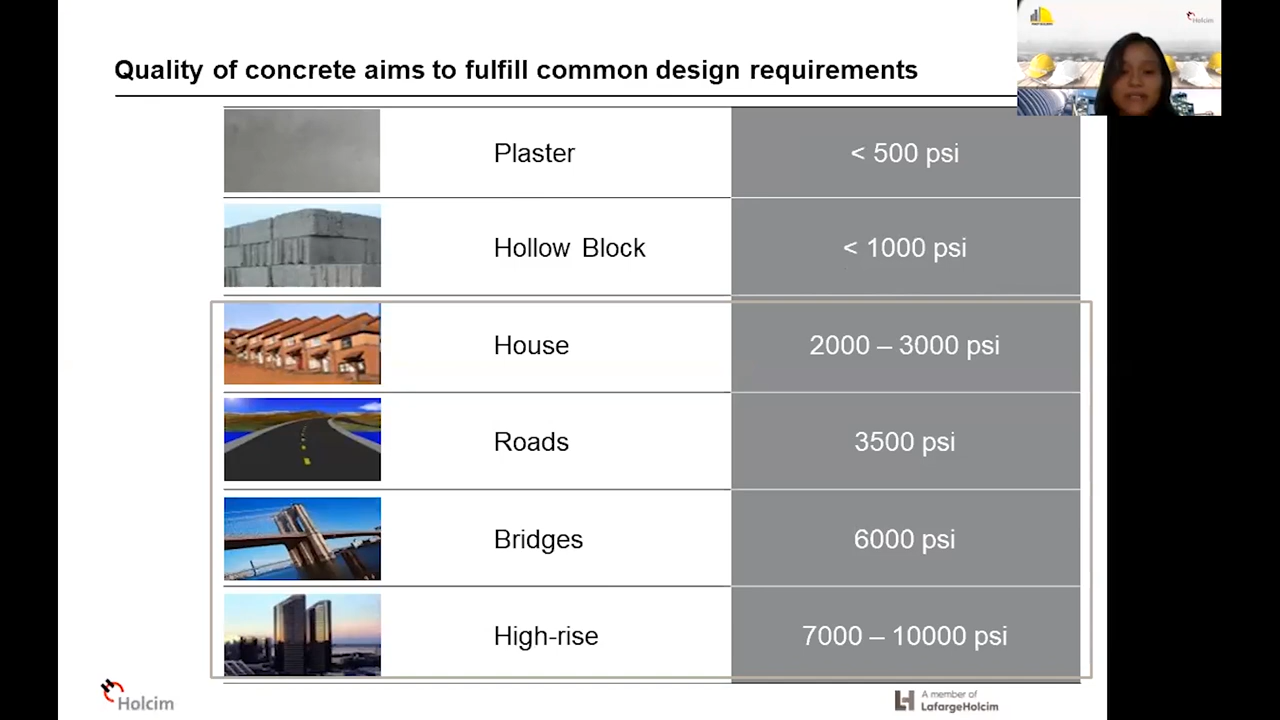 Holcim
Quality of concrete aims to fulfill common design requirements
Plaster < 500 psi
Hollow Block < 1000 psi
House 2000 – 3000 psi
Roads 3500 psi
Bridges 6000 psi
High-rise 7000 – 10000 psi
Holcim
A member of
LafargeHolcim